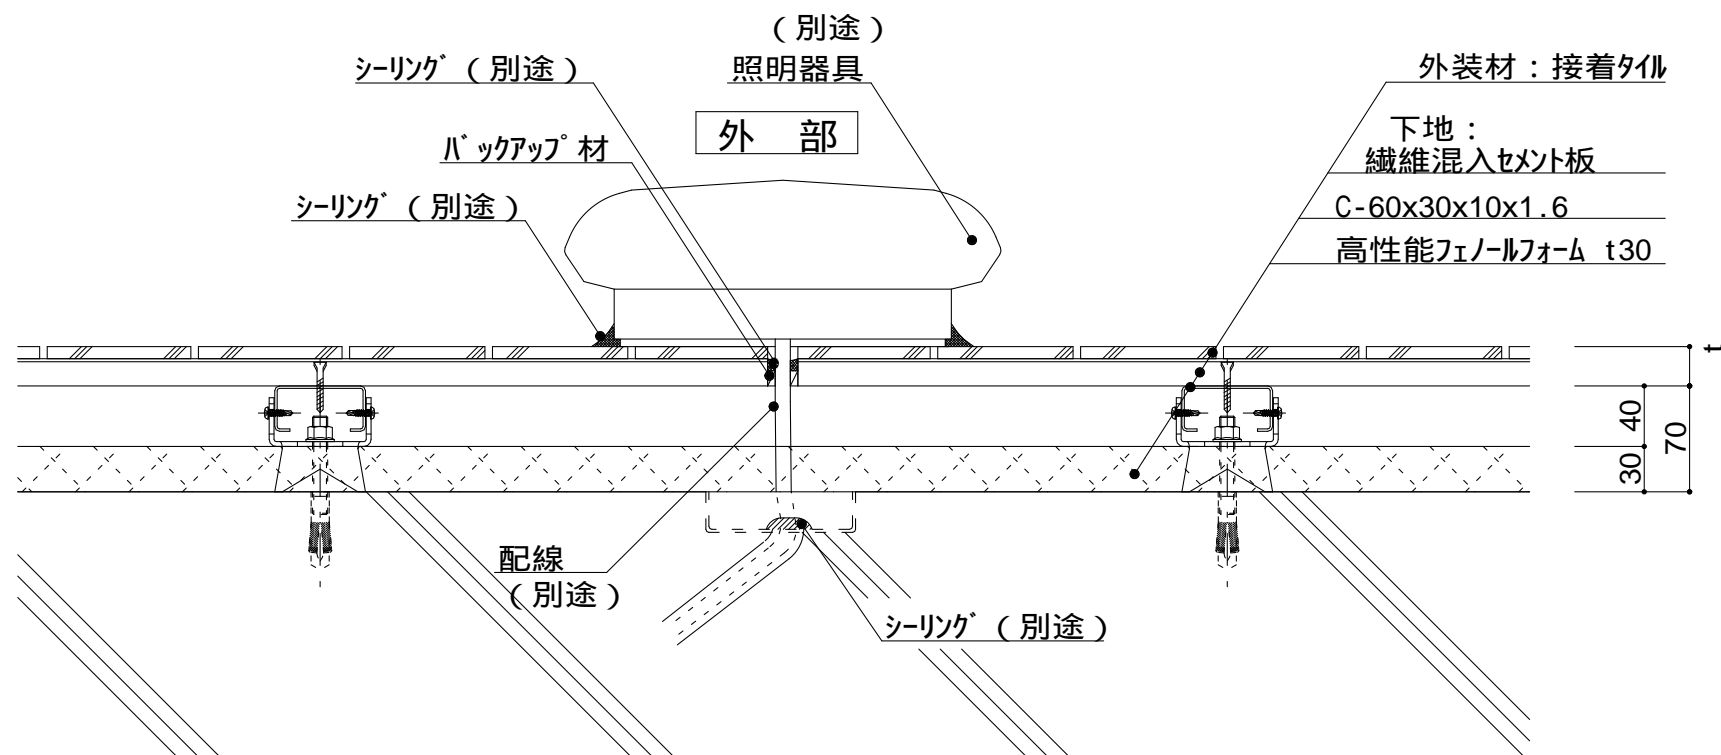 （別途）
照明器具
ｼｰﾘﾝｸﾞ（別途）
外　部
ﾊﾞｯｸｱｯﾌﾟ材
ｼｰﾘﾝｸﾞ（別途）
外装材：接着ﾀｲﾙ
下地：
繊維混入ｾﾒﾝﾄ板
C-60x30x10x1.6
高性能ﾌｪﾉｰﾙﾌｫｰﾑ t30
t
40
70
30
配線
（別途）
ｼｰﾘﾝｸﾞ（別途）